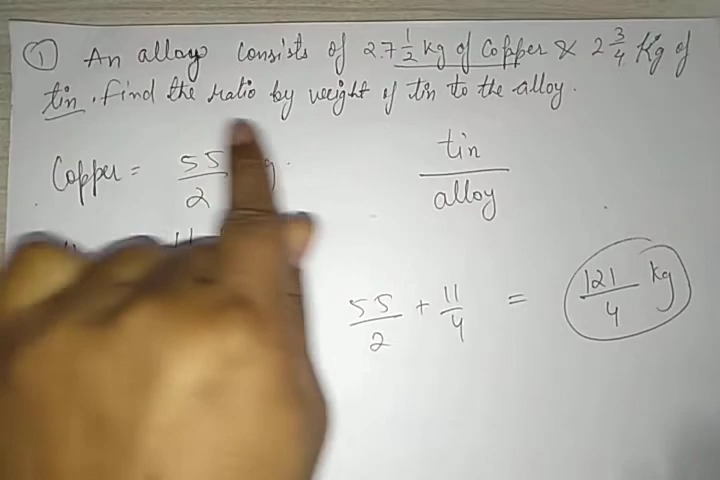 ① An alloy consists of 27 1/2 kg of Copper & 2 3/4 Kg of
tin. Find the ratio by weight of tin to the alloy.
Copper = 55/2
tin/alloy
55/2 + 11/4 = 121/4 kg